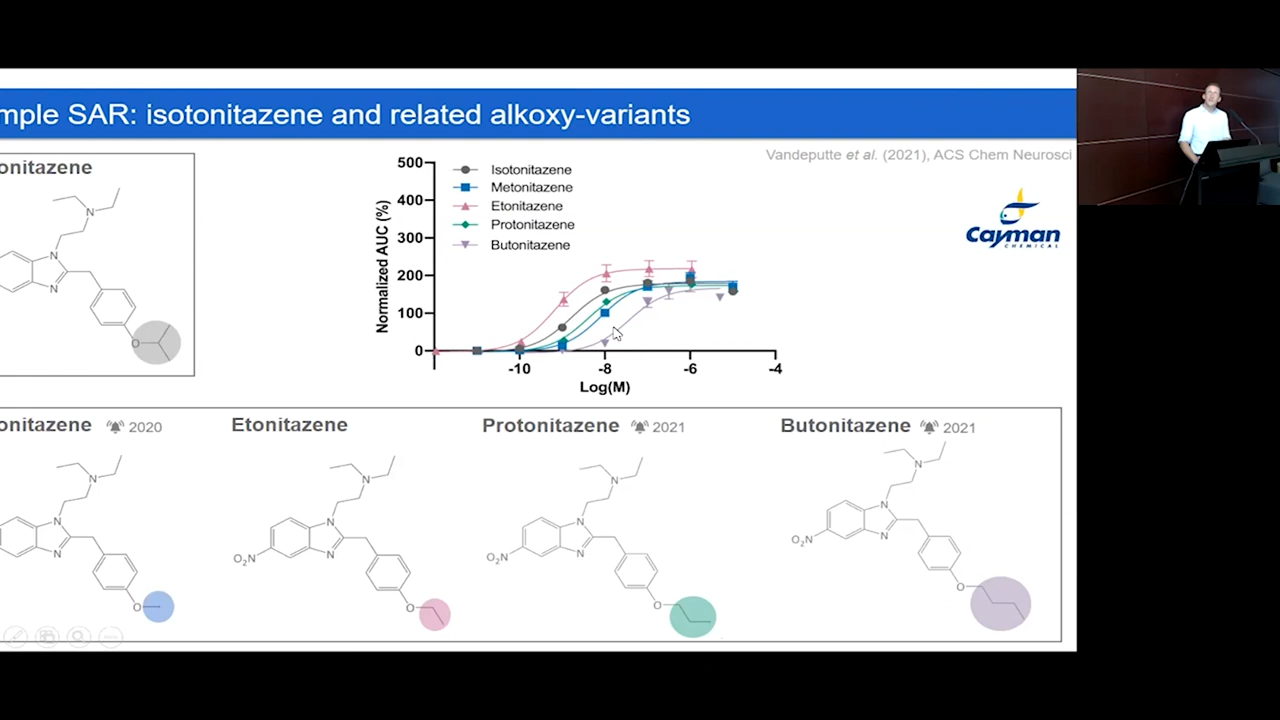 mple SAR: isotonitazene and related alkoxy-variants
Vandeputte et al. (2021), ACS Chem Neurosci
onitazene
N
N
N
O
500
400
300
200
100
0
Normalized AUC (%)
Isotonitazene
Metonitazene
Etonitazene
Protonitazene
Butonitazene
-10
-8
-6
-4
Log(M)
Cayman
CHEMICAL
onitazene 2020
N
N
N
O
Etonitazene
N
N
N
O2N
O
Protonitazene 2021
N
N
N
O2N
O
Butonitazene 2021
N
N
N
O2N
O